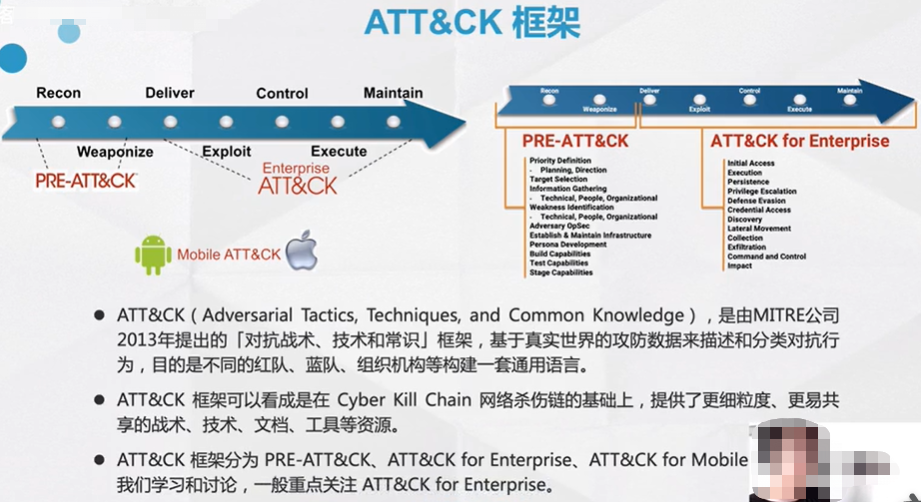 客
ATT&CK 框架
Recon
Deliver
Control
Maintain
Weaponize
Exploit
Execute
PRE-ATT&CK
Enterprise
ATT&CK
Mobile ATT&CK
Recon
Deliver
Control
Maintain
Weaponize
Exploit
Execute
PRE-ATT&CK
Priority Definition
- Planning, Direction
Target Selection
Information Gathering
- Technical, People, Organizational
Weakness Identification
- Technical, People, Organizational
Adversary OpSec
Establish & Maintain Infrastructure
Persona Development
Build Capabilities
Test Capabilities
Stage Capabilities
ATT&CK for Enterprise
Initial Access
Execution
Persistence
Privilege Escalation
Defense Evasion
Credential Access
Discovery
Lateral Movement
Collection
Exfiltration
Command and Control
Impact
● ATT&CK（Adversarial Tactics, Techniques, and Common Knowledge），是由MITRE公司
2013年提出的「对抗战术、技术和常识」框架，基于真实世界的攻防数据来描述和分类对抗行
为，目的是不同的红队、蓝队、组织机构等构建一套通用语言。
● ATT&CK 框架可以看成是在 Cyber Kill Chain 网络杀伤链的基础上，提供了更细粒度、更易共
享的战术、技术、文档、工具等资源。
● ATT&CK 框架分为 PRE-ATT&CK、ATT&CK for Enterprise、ATT&CK for Mobile
我们学习和讨论，一般重点关注 ATT&CK for Enterprise。